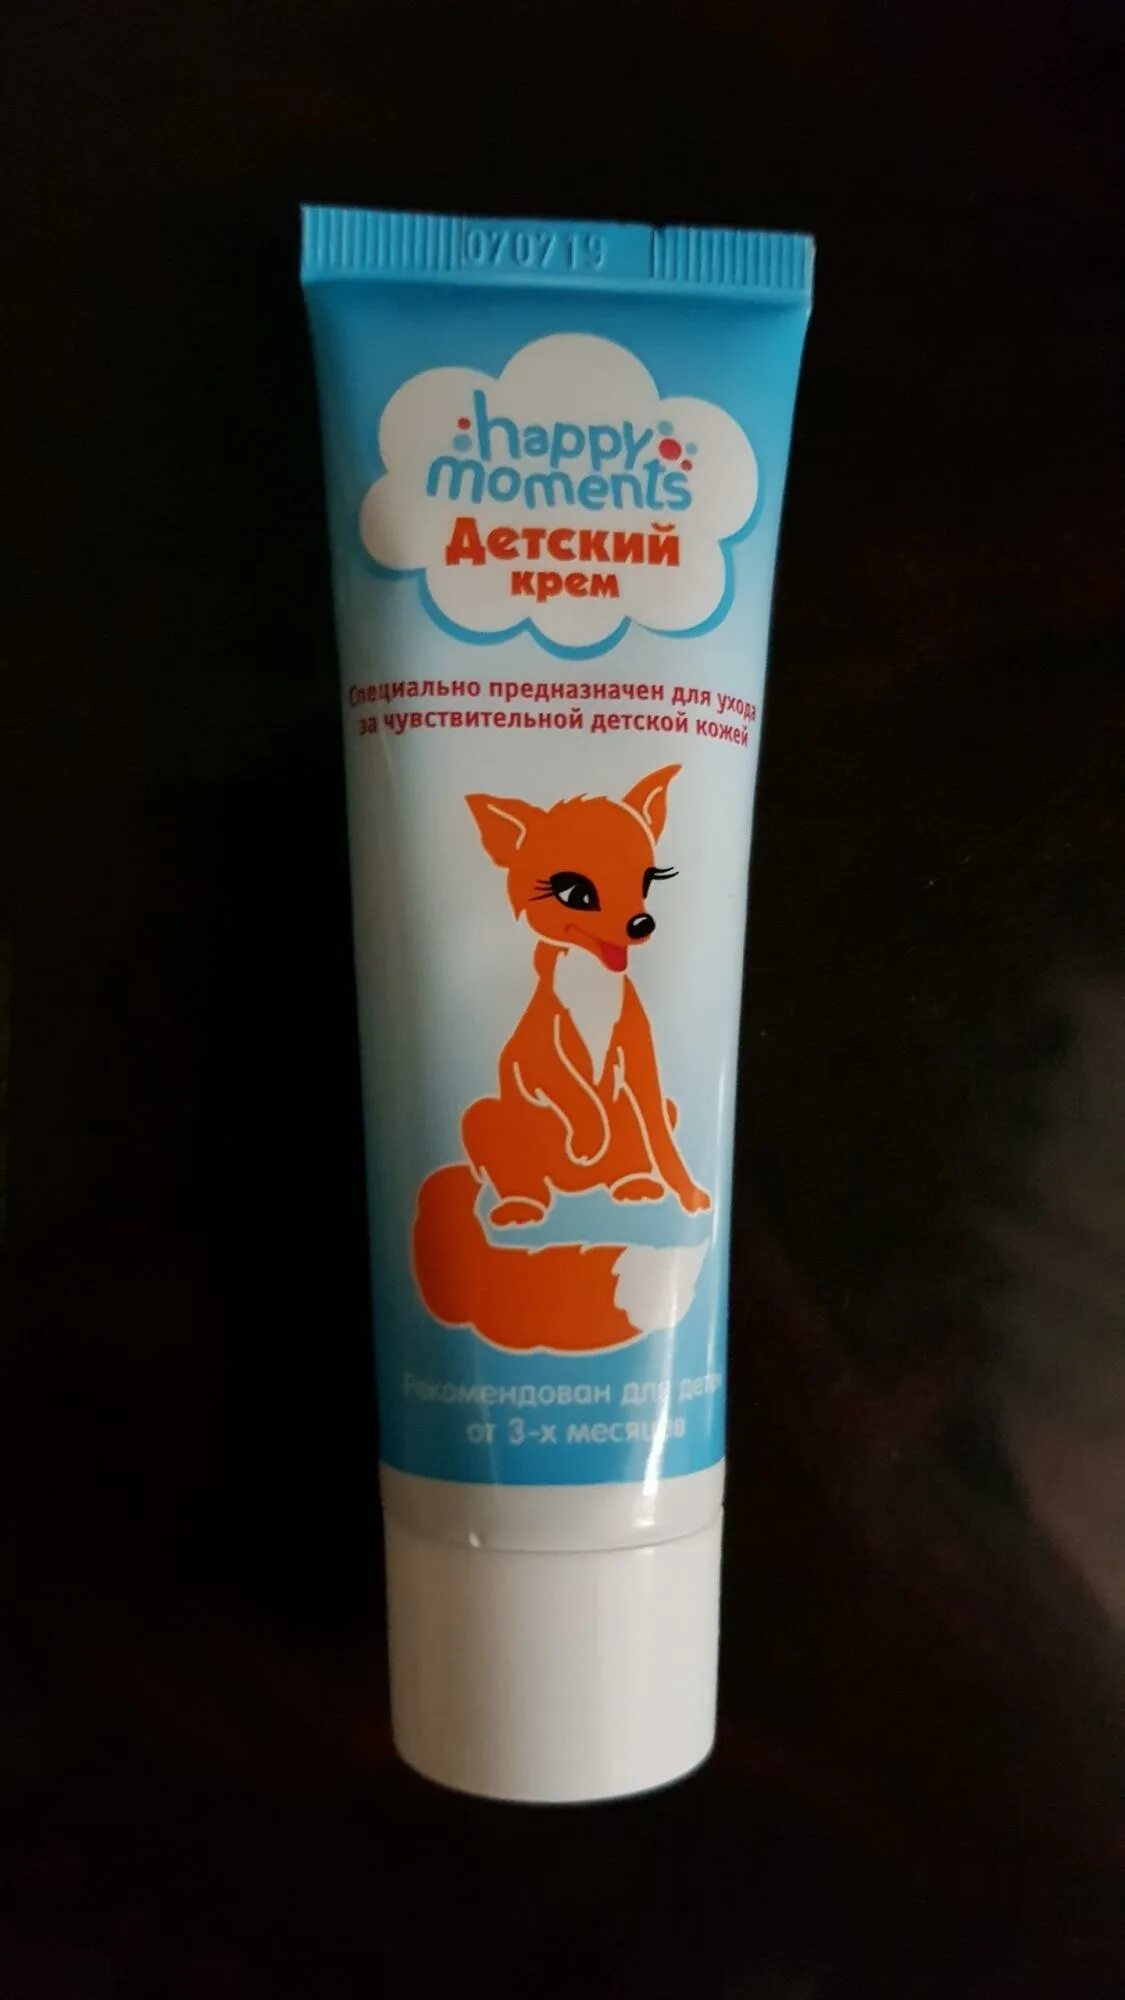 070719
happy
moments
Детский
крем
Специально предназначен для ухода
за чувствительной детской кожей
Рекомендован для детей
от 3-х месяцев